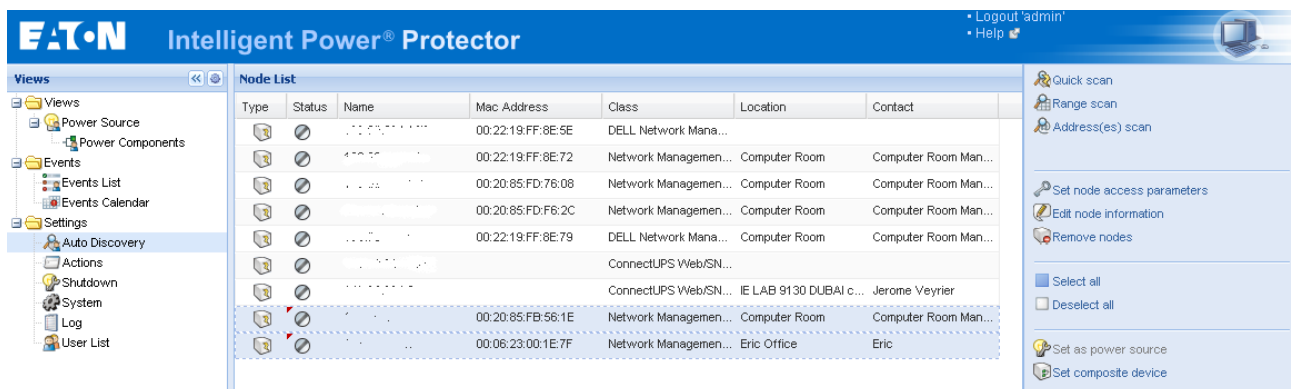 EATON
Intelligent Power® Protector
Logout 'admin'
Help
Views
Views
Power Source
Power Components
Events
Events List
Events Calendar
Settings
Auto Discovery
Actions
Shutdown
System
Log
User List
Node List
Type Status Name Mac Address Class Location Contact
00:22:19:FF:8E:5E DELL Network Mana...
00:22:19:FF:8E:72 Network Managemen... Computer Room Computer Room Man...
00:20:85:FD:76:08 Network Managemen... Computer Room Computer Room Man...
00:20:85:FD:F6:2C Network Managemen... Computer Room Computer Room Man...
00:22:19:FF:8E:79 DELL Network Mana... Computer Room Computer Room Man...
ConnectUPS Web/SN...
ConnectUPS Web/SN... IE LAB 9130 DUBAI c... Jerome Veyrier
00:20:85:FB:56:1E Network Managemen... Computer Room Computer Room Man...
00:06:23:00:1E:7F Network Managemen... Eric Office Eric
Quick scan
Range scan
Address(es) scan
Set node access parameters
Edit node information
Remove nodes
Select all
Deselect all
Set as power source
Set composite device